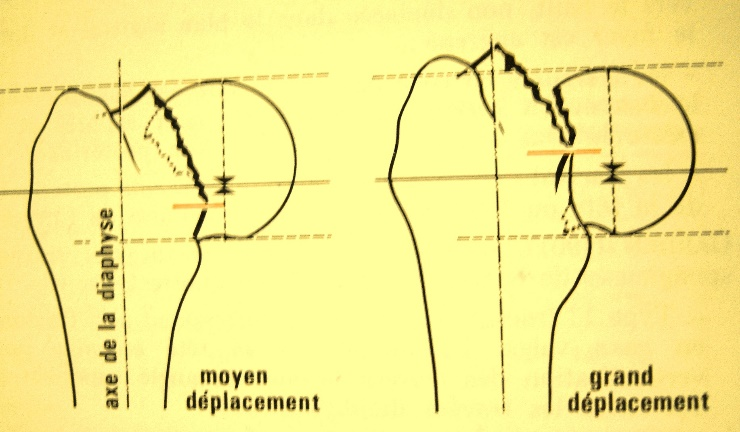 axe de la diaphyse
moyen
déplacement
grand
déplacement